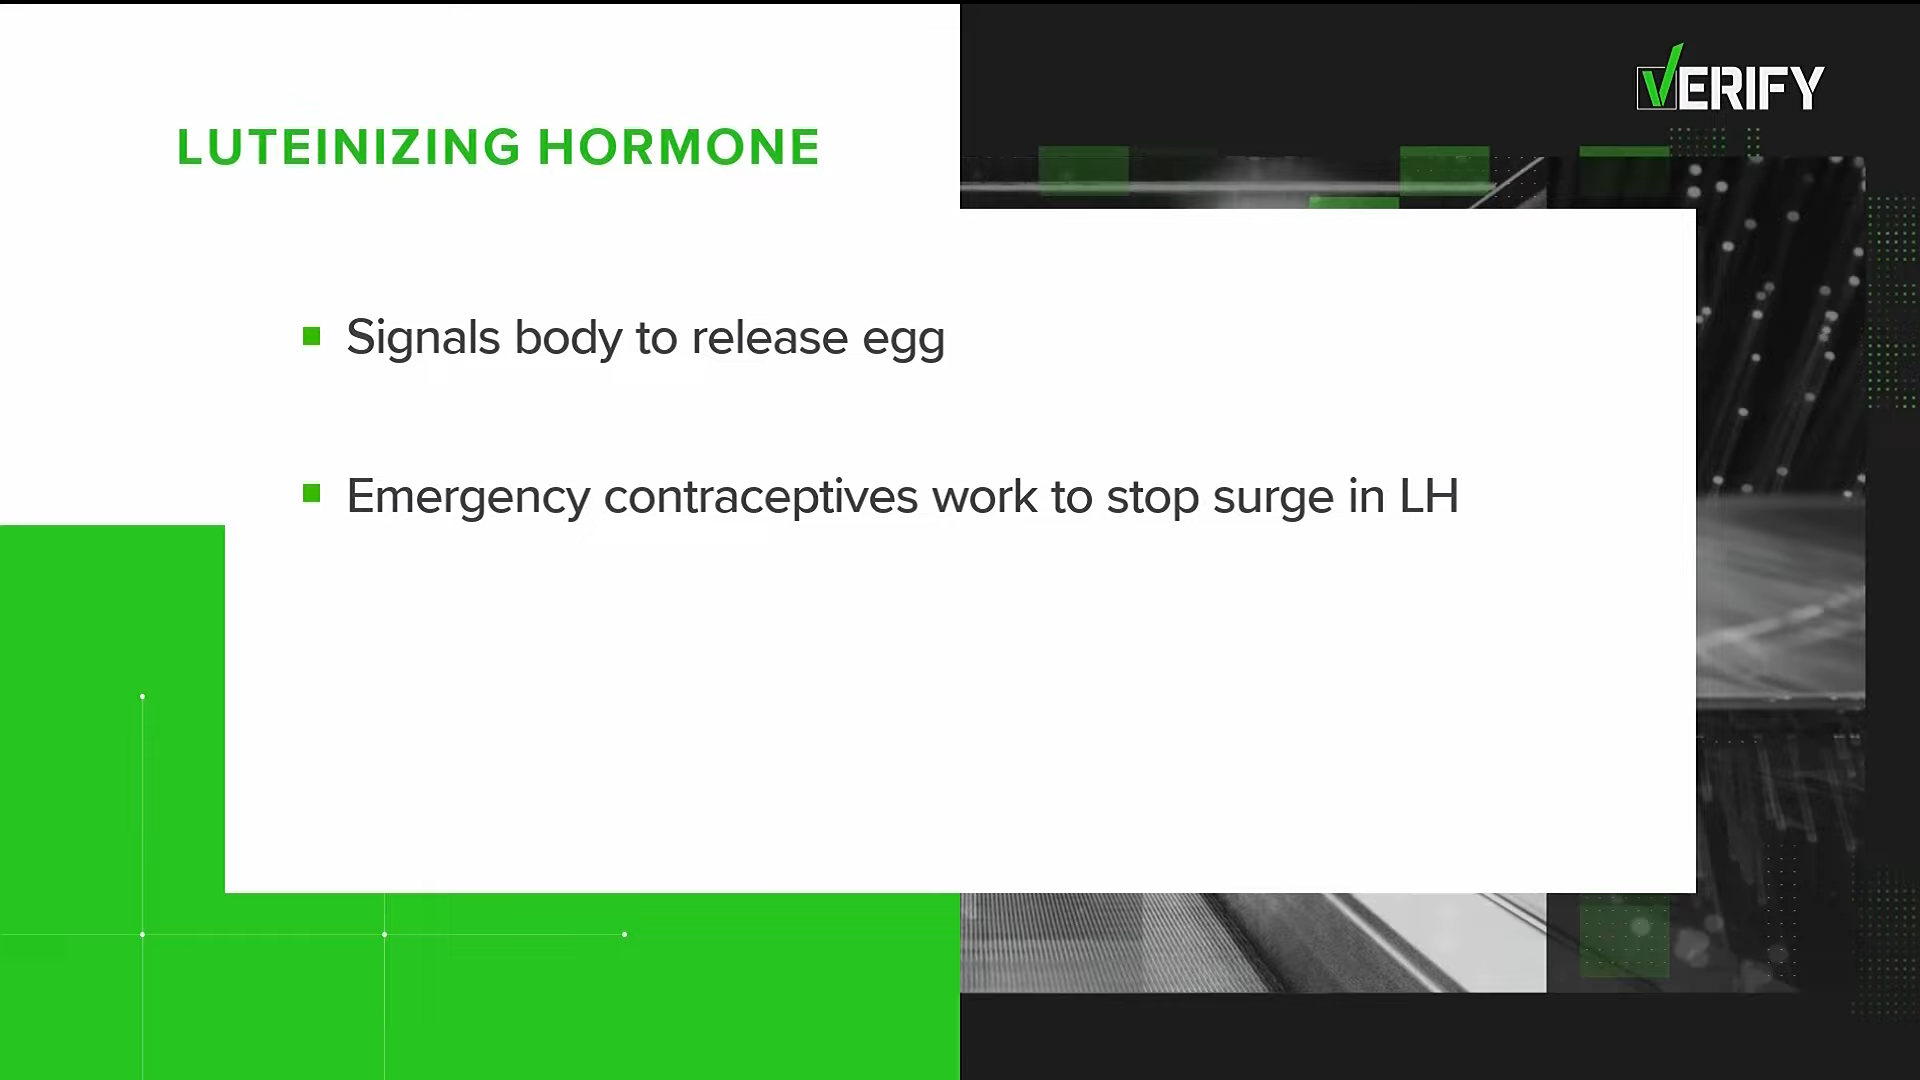 VERIFY
LUTEINIZING HORMONE
Signals body to release egg
Emergency contraceptives work to stop surge in LH